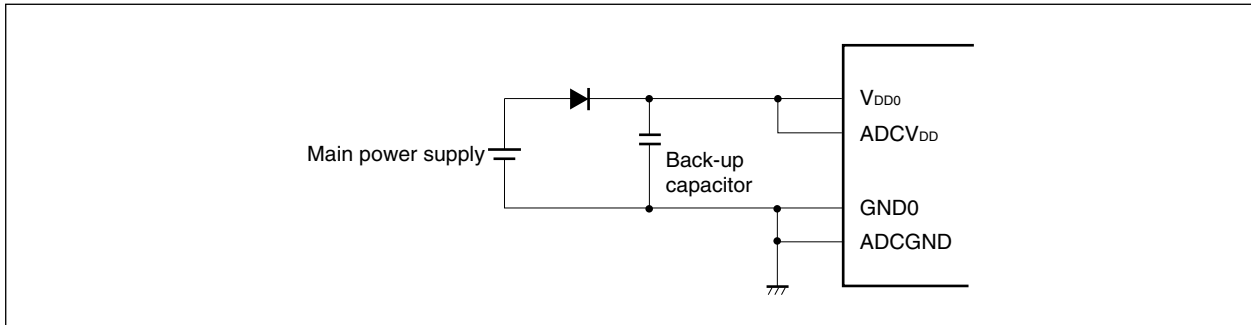 VDD0
ADCVDD
Main power supply
Back-up
capacitor
GND0
ADCGND